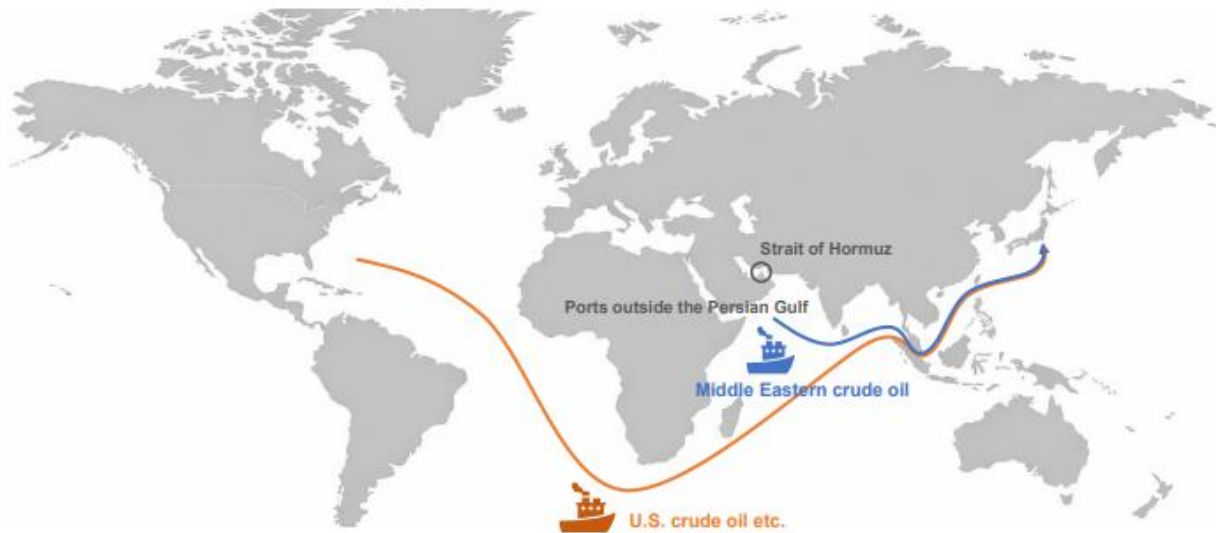 Strait of Hormuz
Ports outside the Persian Gulf
Middle Eastern crude oil
U.S. crude oil etc.